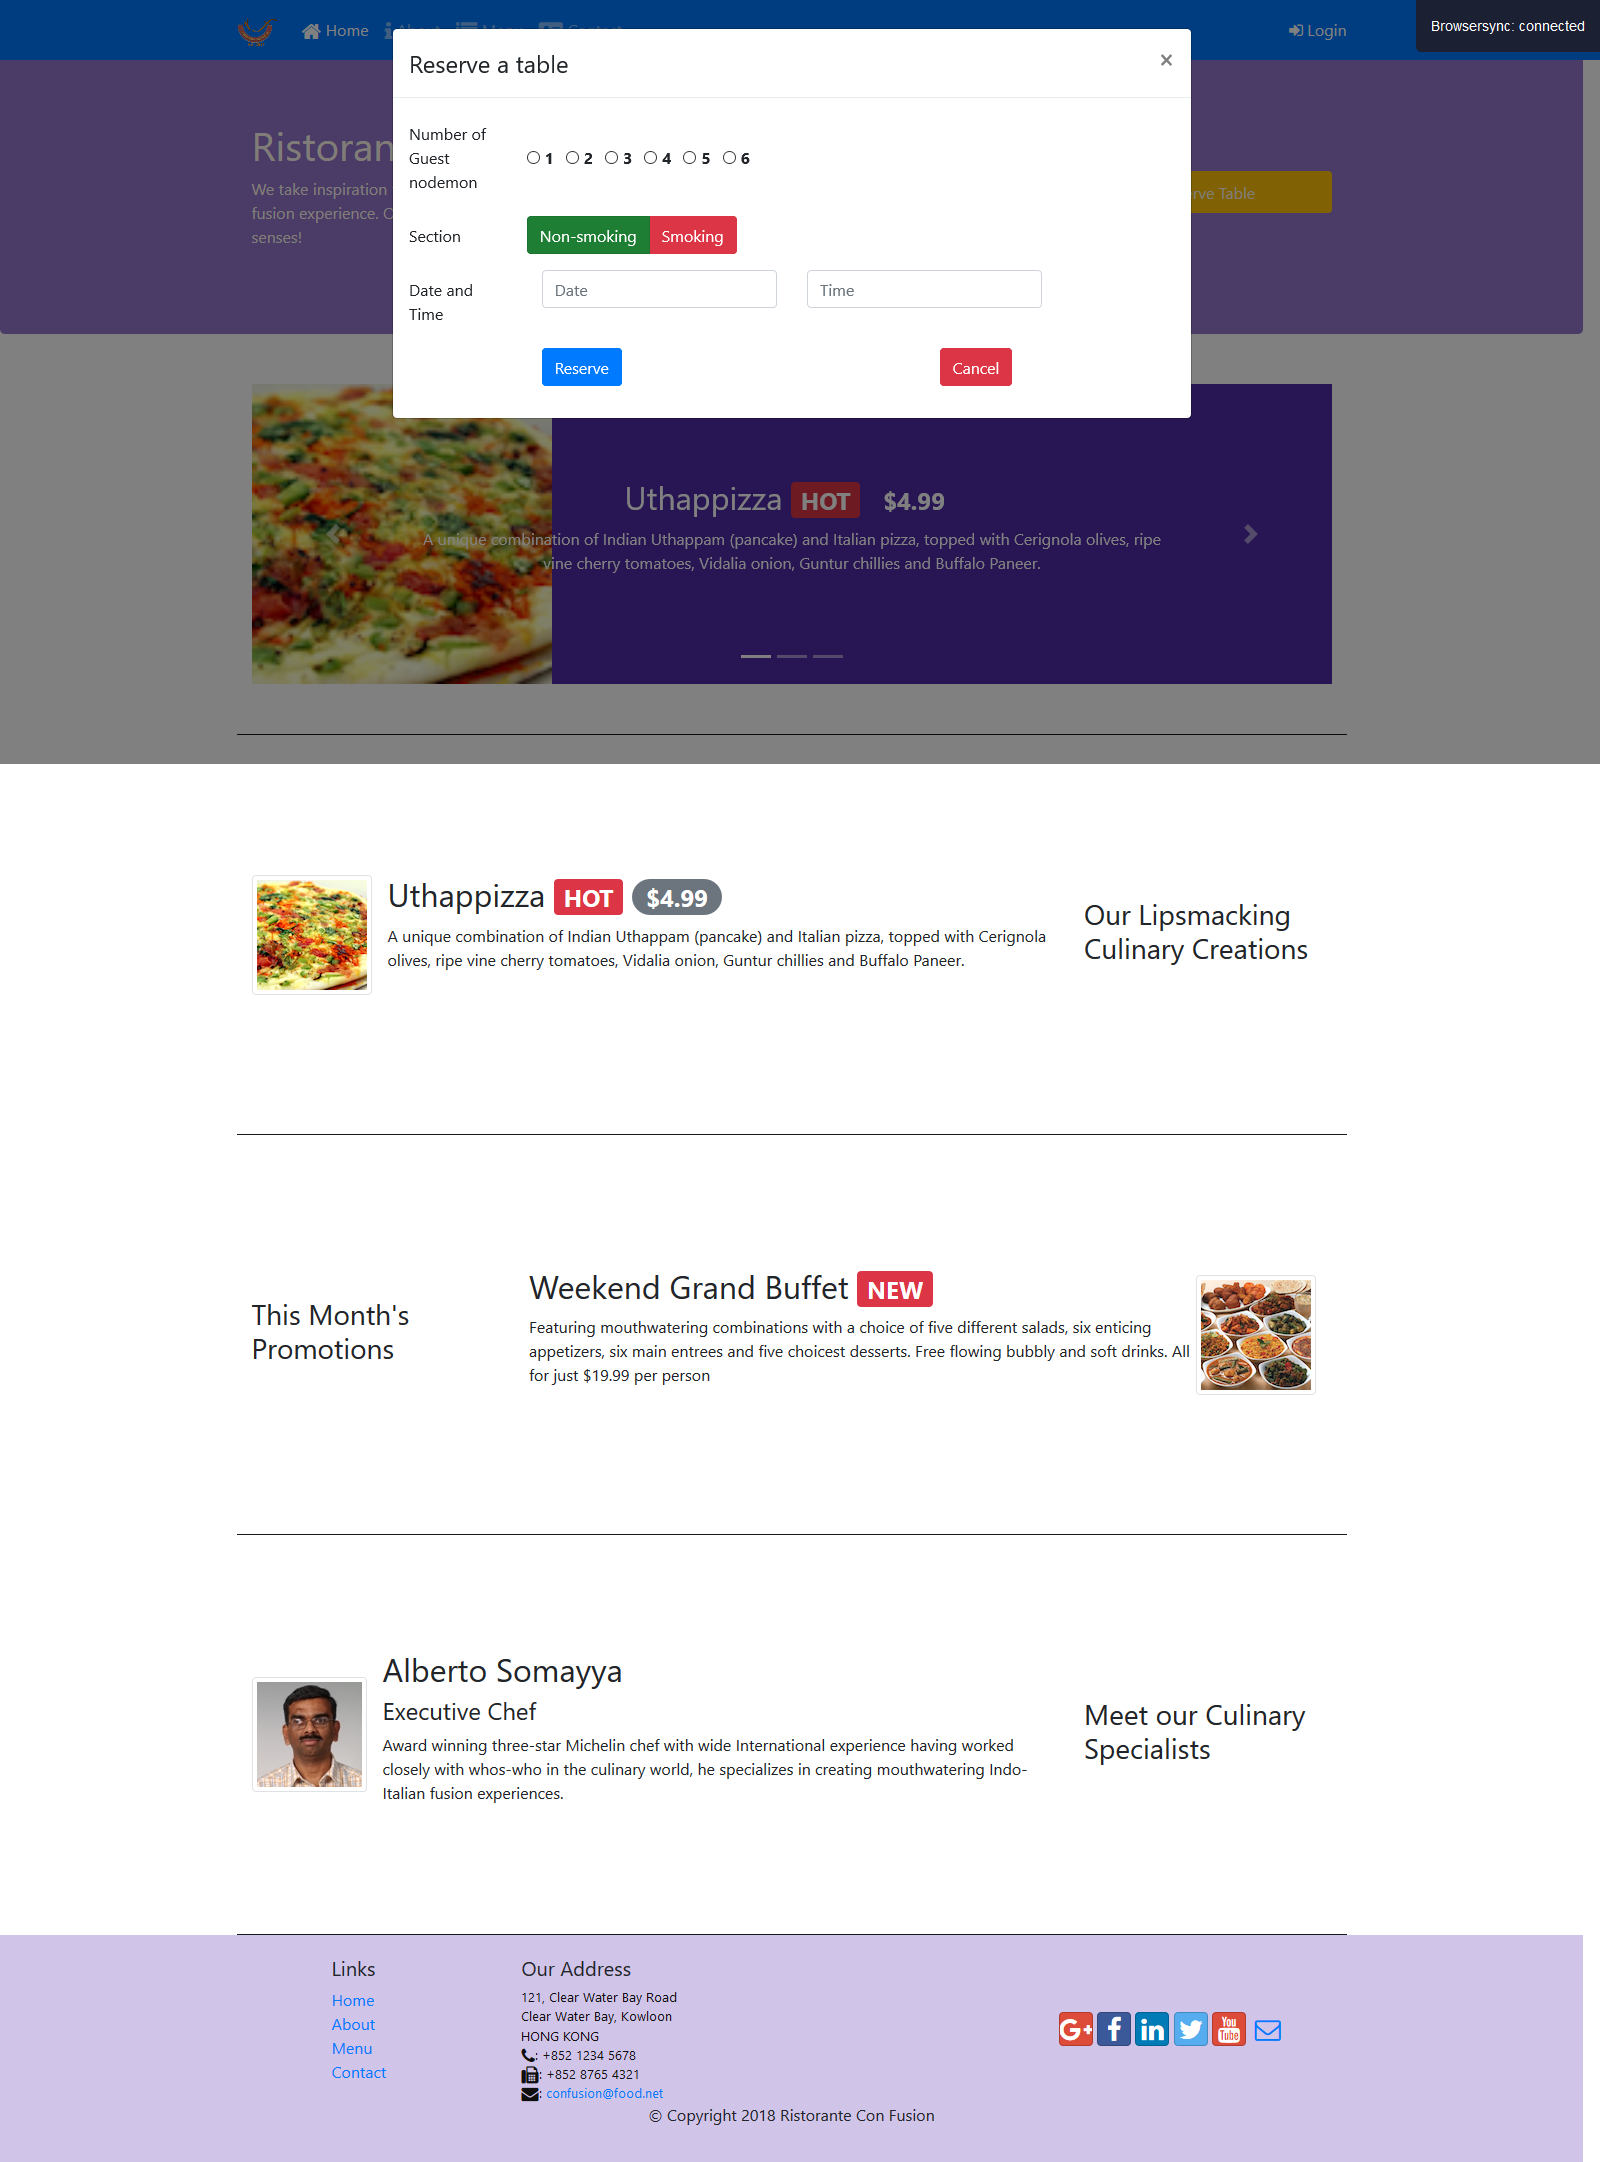 Home
Login
Browsersync: connected
Reserve a table
×
Number of
Guest
nodemon
1 2 3 4 5 6
Section
Non-smoking Smoking
Date and
Time
Date
Time
Reserve
Cancel
We take inspiration
fusion experience.
senses!
Table
Uthappizza HOT $4.99
A unique combination of Indian Uthappam (pancake) and Italian pizza, topped with Cerignola olives, ripe
vine cherry tomatoes, Vidalia onion, Guntur chillies and Buffalo Paneer.
Uthappizza HOT $4.99
A unique combination of Indian Uthappam (pancake) and Italian pizza, topped with Cerignola
olives, ripe vine cherry tomatoes, Vidalia onion, Guntur chillies and Buffalo Paneer.
Our Lipsmacking
Culinary Creations
This Month's
Promotions
Weekend Grand Buffet NEW
Featuring mouthwatering combinations with a choice of five different salads, six enticing
appetizers, six main entrees and five choicest desserts. Free flowing bubbly and soft drinks. All
for just $19.99 per person
Alberto Somayya
Executive Chef
Award winning three-star Michelin chef with wide International experience having worked
closely with whos-who in the culinary world, he specializes in creating mouthwatering Indo-
Italian fusion experiences.
Meet our Culinary
Specialists
Links
Home
About
Menu
Contact
Our Address
121, Clear Water Bay Road
Clear Water Bay, Kowloon
HONG KONG
: +852 1234 5678
: +852 8765 4321
: confusion@food.net
G+ f in You Tube
© Copyright 2018 Ristorante Con Fusion